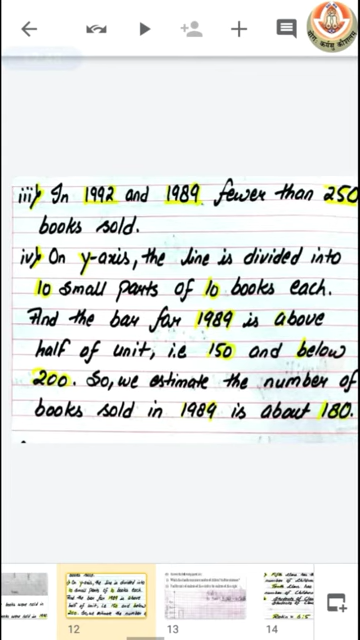 iii) In 1992 and 1989 fewer than 250
books sold.
iv) On y-axis, the line is divided into
10 small parts of 10 books each.
And the bar for 1989 is above
half of unit, i.e 150 and below
200. So, we estimate the number of
books sold in 1989 is about 180.
12
13
14